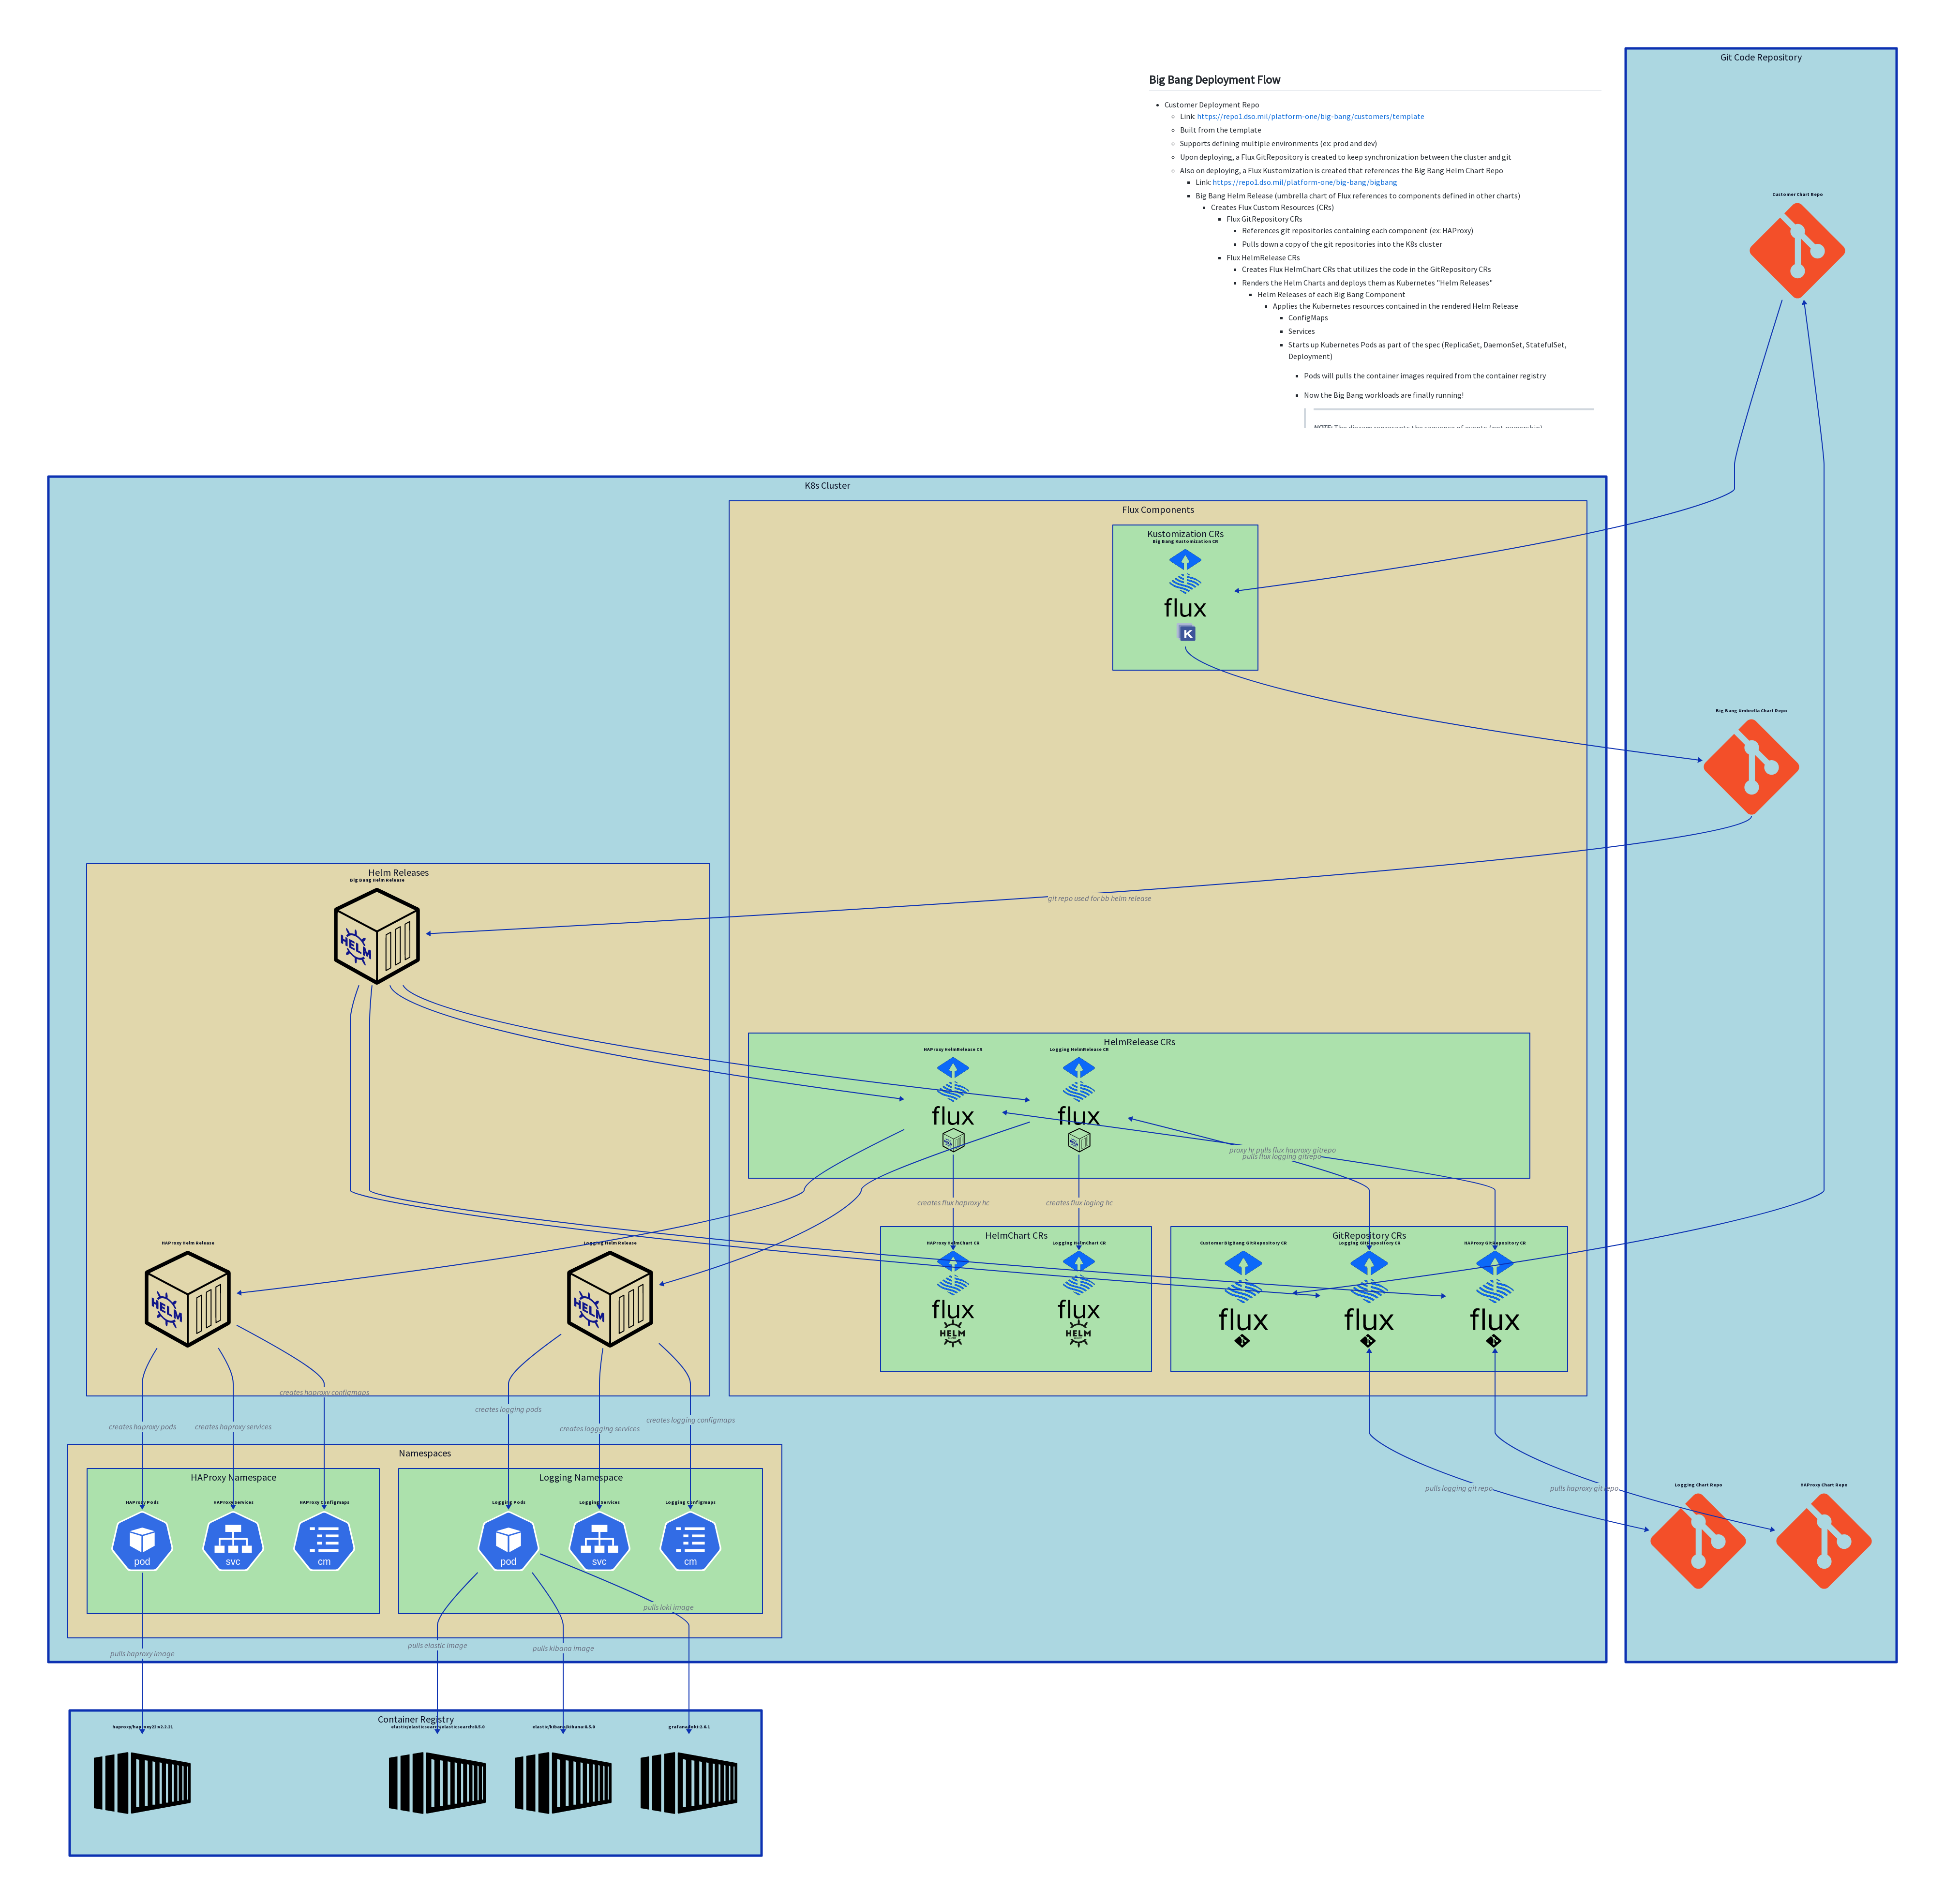 Git Code Repository
Big Bang Deployment Flow
Customer Deployment Repo
Link: https://repo1.dso.mil/platform-one/big-bang/customers/template
Built from the template
Supports defining multiple environments (ex: prod and dev)
Upon deploying, a Flux GitRepository is created to keep synchronization between the cluster and git
Also on deploying, a Flux Kustomization is created that references the Big Bang Helm Chart Repo
Link: https://repo1.dso.mil/platform-one/big-bang/bigbang
Big Bang Helm Release (umbrella chart of Flux references to components defined in other charts)
Creates Flux Custom Resources (CRs)
Flux GitRepository CRs
References git repositories containing each component (ex: HAProxy)
Pulls down a copy of the git repositories into the K8s cluster
Flux HelmRelease CRs
Creates Flux HelmChart CRs that utilizes the code in the GitRepository CRs
Renders the Helm Charts and deploys them as Kubernetes "Helm Releases"
Helm Releases of each Big Bang Component
Applies the Kubernetes resources contained in the rendered Helm Release
ConfigMaps
Services
Starts up Kubernetes Pods as part of the spec (ReplicaSet, DaemonSet, StatefulSet,
Deployment)
Pods will pulls the container images required from the container registry
Now the Big Bang workloads are finally running!
NOTE: The digram represents the sequence of events (not ownership)
Customer Chart Repo
K8s Cluster
Flux Components
Kustomization CRs
Big Bang Kustomization CR
flux
K
Big Bang Umbrella Chart Repo
Helm Releases
Big Bang Helm Release
HELM
git repo used for bb helm release
HelmRelease CRs
HAProxy HelmRelease CR
Logging HelmRelease CR
flux
flux
proxy hr pulls flux haproxy gitrepo
pulls flux logging gitrepo
creates flux haproxy hc
creates flux loging hc
HelmChart CRs
GitRepository CRs
HAProxy HelmChart CR
Logging HelmChart CR
Customer BigBang GitRepository CR
Logging GitRepository CR
HAProxy GitRepository CR
HAProxy Helm Release
Logging Helm Release
HELM
HELM
flux
flux
flux
flux
flux
HELM
HELM
creates haproxy configmaps
creates logging pods
creates logging configmaps
creates haproxy pods
creates haproxy services
creates loggging services
Namespaces
HAProxy Namespace
Logging Namespace
HAProxy Pods
HAProxy Services
HAProxy Configmaps
Logging Pods
Logging Services
Logging Configmaps
pod
svc
cm
pod
svc
cm
pulls logging git repo
pulls haproxy git repo
Logging Chart Repo
HAProxy Chart Repo
pulls loki image
pulls elastic image
pulls kibana image
pulls haproxy image
Container Registry
haproxy/haproxy22:v2.2.21
elastic/elasticsearch/elasticsearch:8.5.0
elastic/kibana/kibana:8.5.0
grafana/loki:2.6.1